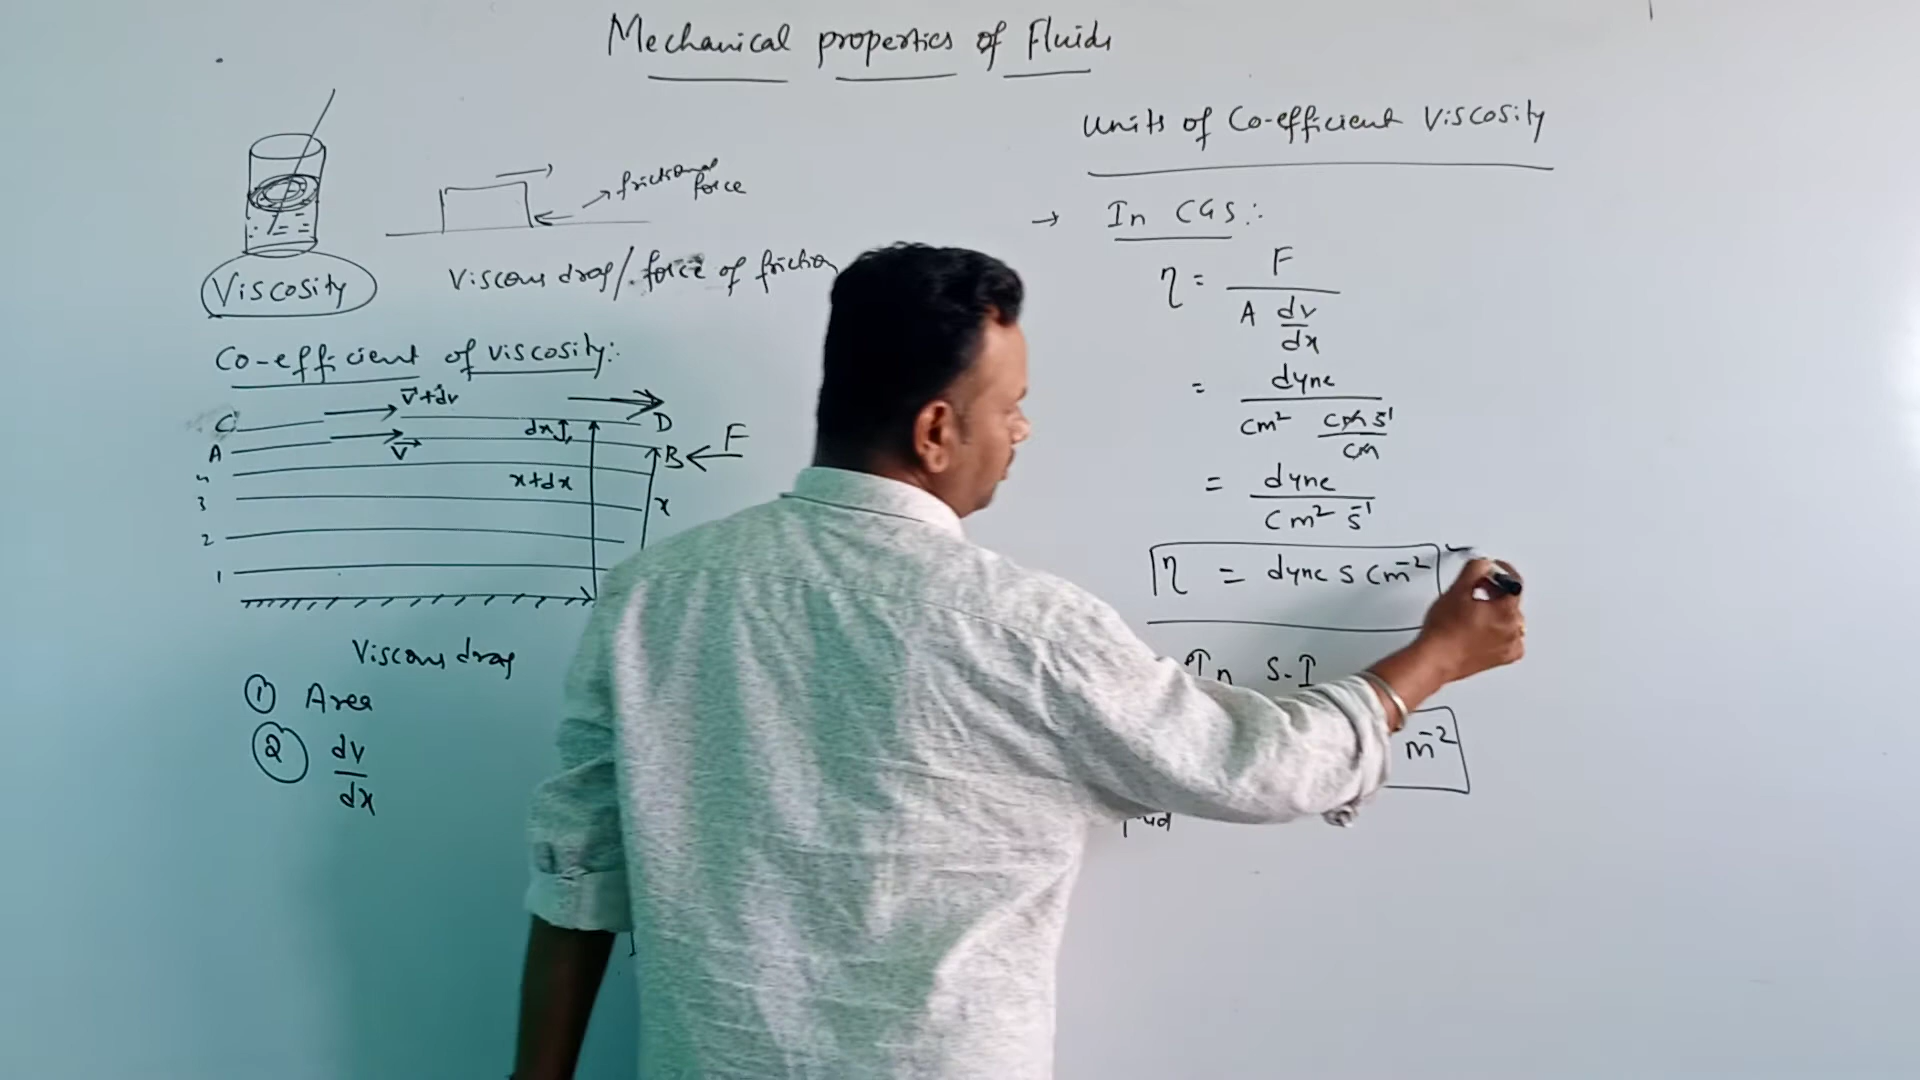 Mechanical properties of Fluids
frictional force
Viscous drag/force of friction
Viscosity
Co-efficient of viscosity:
C
v+dv
D
dx
A
v
B
F
4
x+dx
3
x
2
1
Viscous drag
① Area
② dv/dx
Units of Co-efficient Viscosity
→ In CGS:
η = F / A dv/dx
= dyne / cm² cm s⁻¹/cm
= dyne / cm² s⁻¹
η = dyne s cm⁻²
In S.I
m⁻²